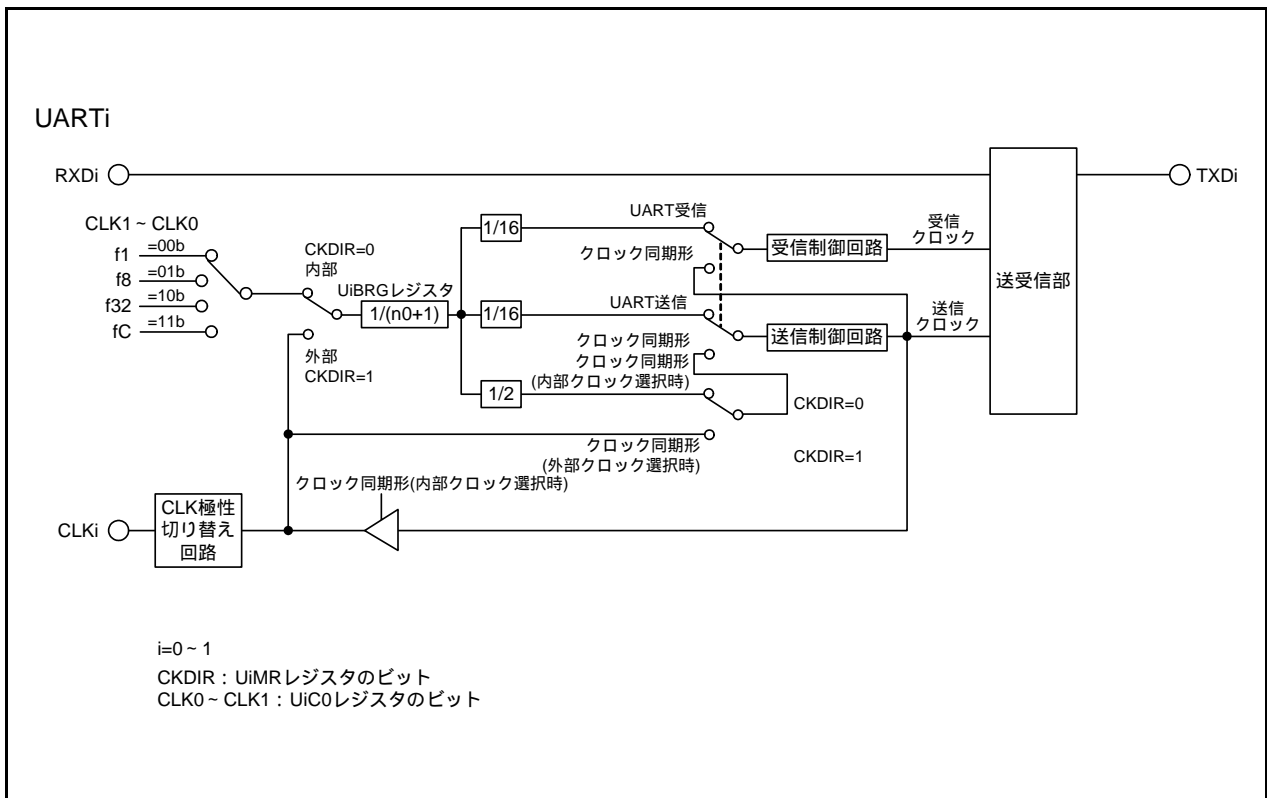 UARTi
RXDi
TXDi
CLK1 ~ CLK0
f1
=00b
f8
=01b
f32
=10b
fC
=11b
CKDIR=0
内部
外部
CKDIR=1
UiBRGレジスタ
1/(n0+1)
1/16
UART受信
クロック同期形
受信制御回路
受信
クロック
1/16
UART送信
クロック同期形
送信制御回路
送信
クロック
送受信部
クロック同期形
(内部クロック選択時)
1/2
CKDIR=0
クロック同期形
(外部クロック選択時)
CKDIR=1
クロック同期形(内部クロック選択時)
CLKi
CLK極性
切り替え
回路
i=0 ~ 1
CKDIR : UiMRレジスタのビット
CLK0 ~ CLK1 : UiC0レジスタのビット